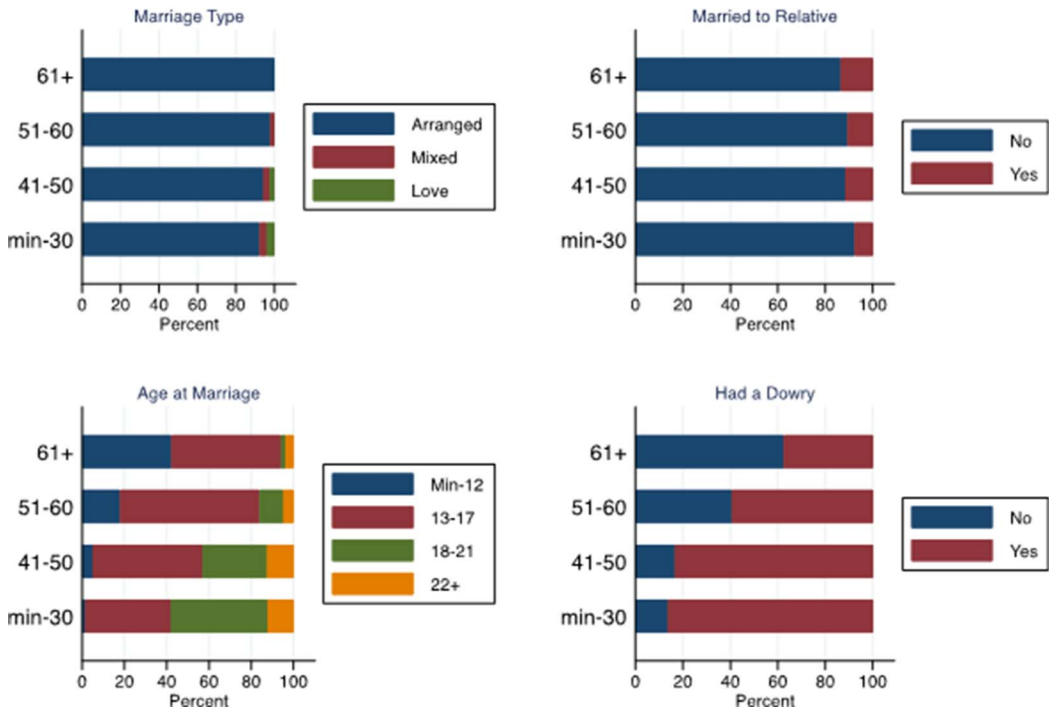 Marriage Type
61+
51-60
41-50
min-30
0 20 40 60 80 100
Percent
Arranged
Mixed
Love
Married to Relative
61+
51-60
41-50
min-30
0 20 40 60 80 100
Percent
No
Yes
Age at Marriage
61+
51-60
41-50
min-30
0 20 40 60 80 100
Percent
Min-12
13-17
18-21
22+
Had a Dowry
61+
51-60
41-50
min-30
0 20 40 60 80 100
Percent
No
Yes